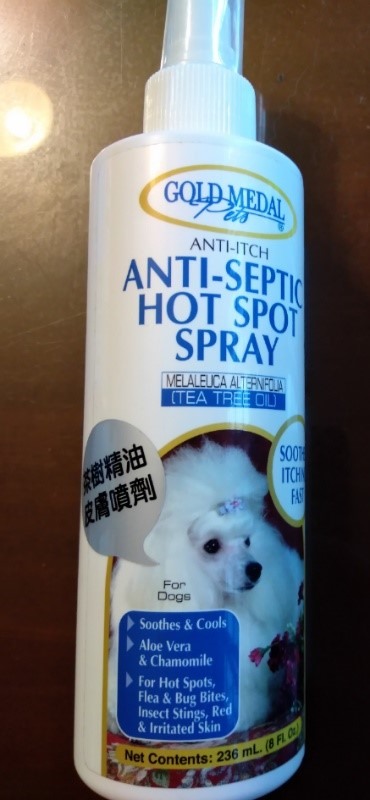 GOLD MEDAL
Pets
®
ANTI-ITCH
ANTI-SEPTIC
HOT SPOT
SPRAY
MELALEUCA ALTERNIFOLIA
(TEA TREE OIL)
茶樹精油
皮膚噴劑
SOOTH
ITCHIN
FAST
For
Dogs
Soothes & Cools
Aloe Vera
& Chamomile
For Hot Spots,
Flea & Bug Bites,
Insect Stings, Red
& Irritated Skin
Net Contents: 236 mL. (8 Fl. Oz.)